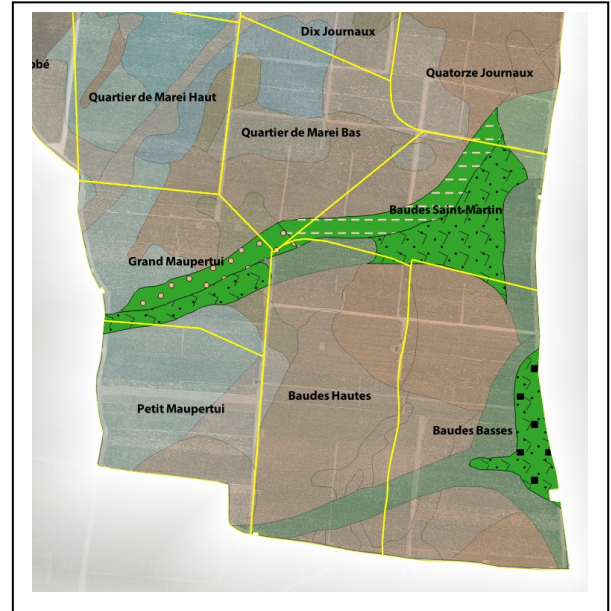 Dix Journaux
bbé
Quatorze Journaux
Quartier de Marei Haut
Quartier de Marei Bas
Baudes Saint-Martin
Grand Maupertui
Baudes Hautes
Petit Maupertui
Baudes Basses